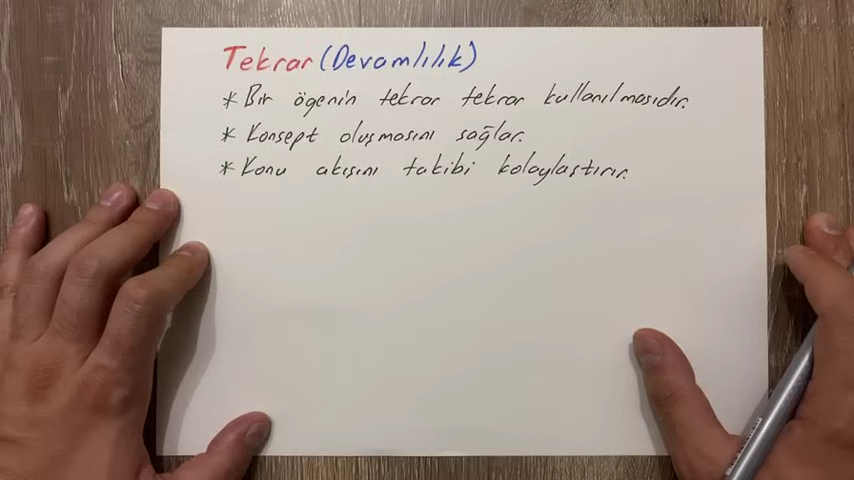 Tekrar (Devamlılık)
* Bir ögenin tekrar tekrar kullanılmasıdır.
* Konsept oluşmasını sağlar.
* Konu akışını takibi kolaylaştırır.